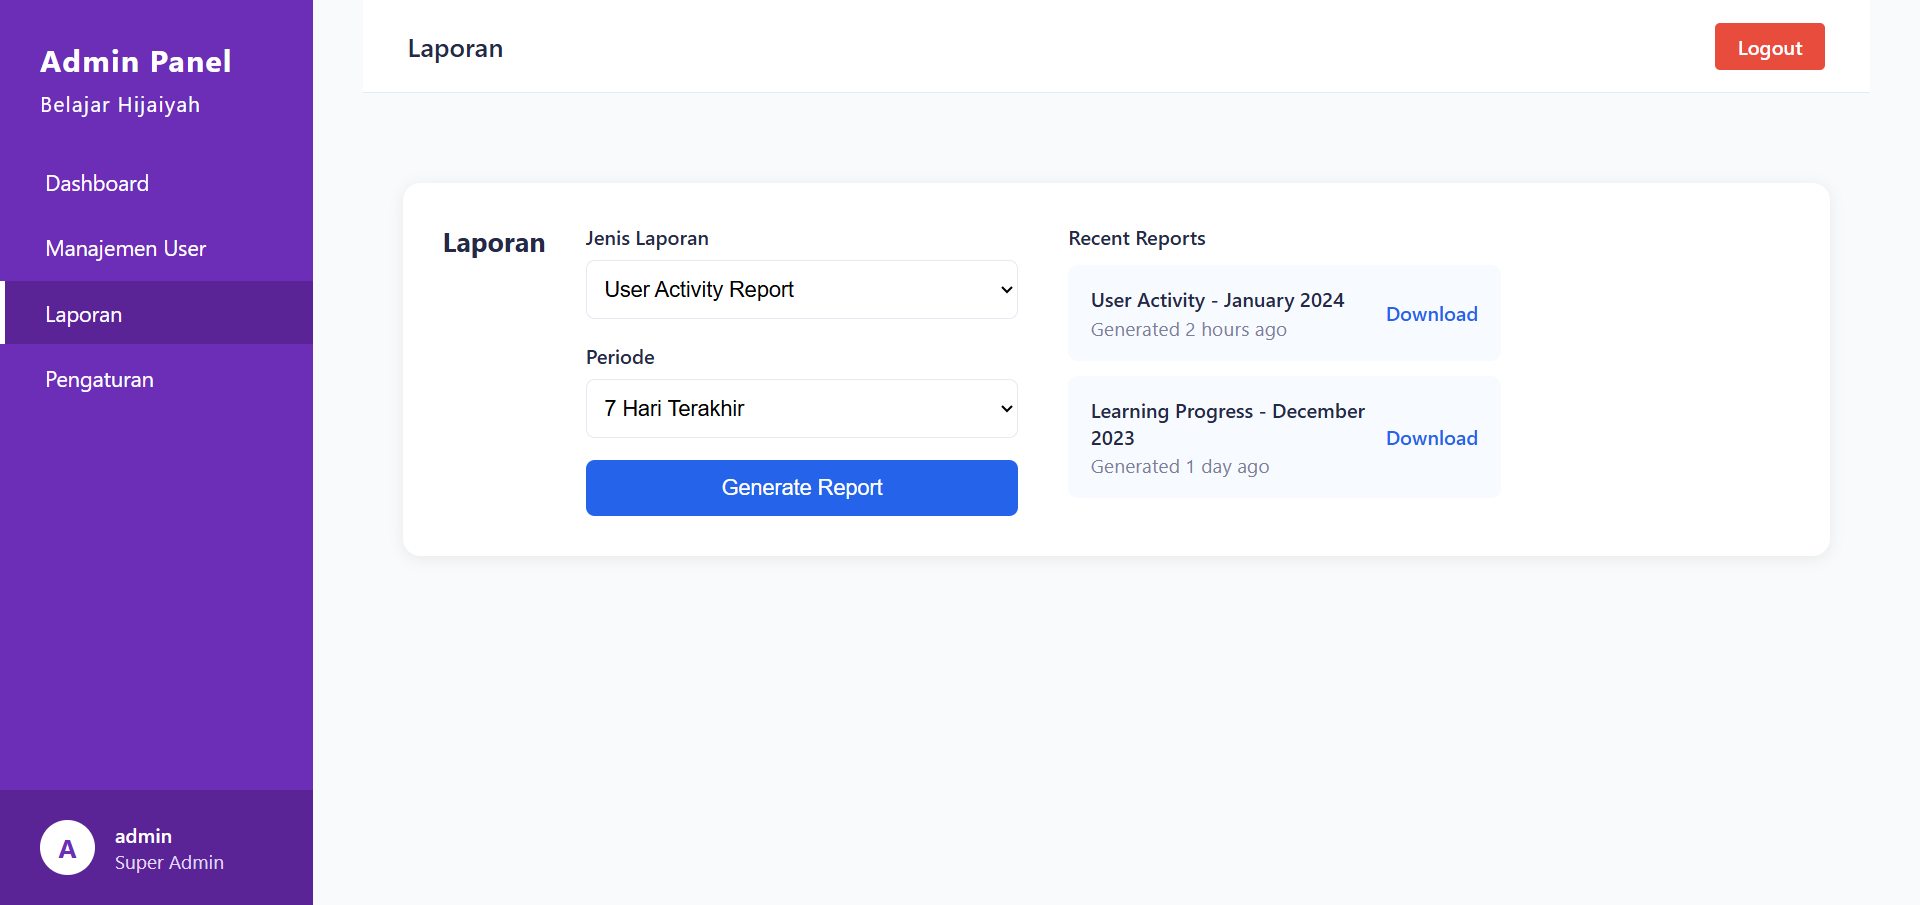 Admin Panel
Belajar Hijaiyah
Dashboard
Manajemen User
Laporan
Pengaturan
A
admin
Super Admin
Laporan
Logout
Laporan
Jenis Laporan
User Activity Report
Periode
7 Hari Terakhir
Generate Report
Recent Reports
User Activity - January 2024
Generated 2 hours ago
Download
Learning Progress - December
2023
Generated 1 day ago
Download